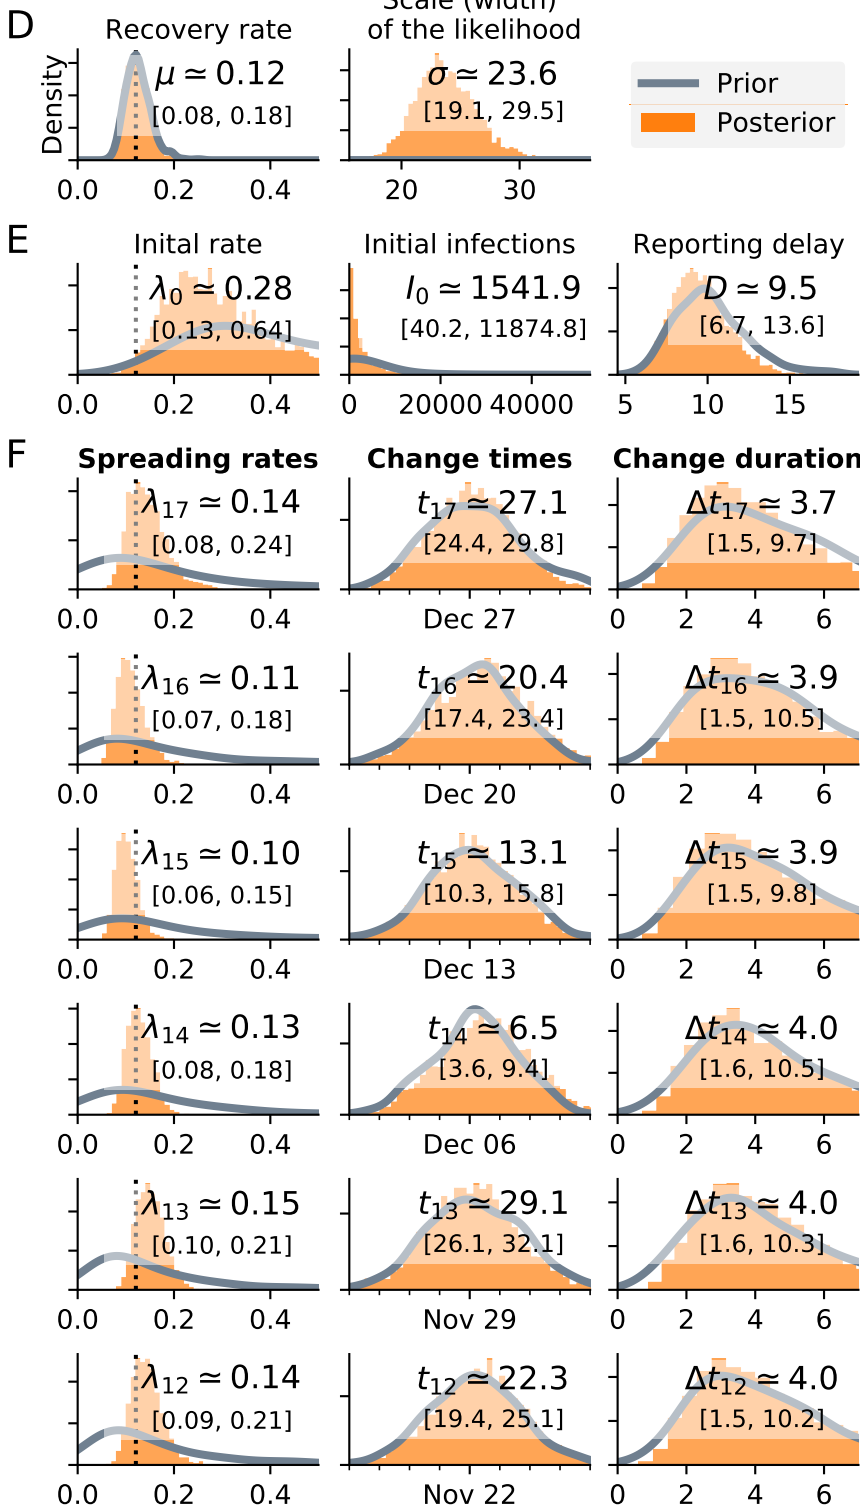 D
Recovery rate
Scale (width)
of the likelihood
Density
μ ≃ 0.12
[0.08, 0.18]
σ ≃ 23.6
[19.1, 29.5]
Prior
Posterior
0.0 0.2 0.4
20 30
E
Inital rate
Initial infections
Reporting delay
λ0 ≃ 0.28
[0.13, 0.64]
I0 ≃ 1541.9
[40.2, 11874.8]
D ≃ 9.5
[6.7, 13.6]
0.0 0.2 0.4
0 20000 40000
5 10 15
F
Spreading rates
Change times
Change duration
λ17 ≃ 0.14
[0.08, 0.24]
t17 ≃ 27.1
[24.4, 29.8]
Δt17 ≃ 3.7
[1.5, 9.7]
0.0 0.2 0.4
Dec 27
0 2 4 6
λ16 ≃ 0.11
[0.07, 0.18]
t16 ≃ 20.4
[17.4, 23.4]
Δt16 ≃ 3.9
[1.5, 10.5]
0.0 0.2 0.4
Dec 20
0 2 4 6
λ15 ≃ 0.10
[0.06, 0.15]
t15 ≃ 13.1
[10.3, 15.8]
Δt15 ≃ 3.9
[1.5, 9.8]
0.0 0.2 0.4
Dec 13
0 2 4 6
λ14 ≃ 0.13
[0.08, 0.18]
t14 ≃ 6.5
[3.6, 9.4]
Δt14 ≃ 4.0
[1.6, 10.5]
0.0 0.2 0.4
Dec 06
0 2 4 6
λ13 ≃ 0.15
[0.10, 0.21]
t13 ≃ 29.1
[26.1, 32.1]
Δt13 ≃ 4.0
[1.6, 10.3]
0.0 0.2 0.4
Nov 29
0 2 4 6
λ12 ≃ 0.14
[0.09, 0.21]
t12 ≃ 22.3
[19.4, 25.1]
Δt12 ≃ 4.0
[1.5, 10.2]
0.0 0.2 0.4
Nov 22
0 2 4 6